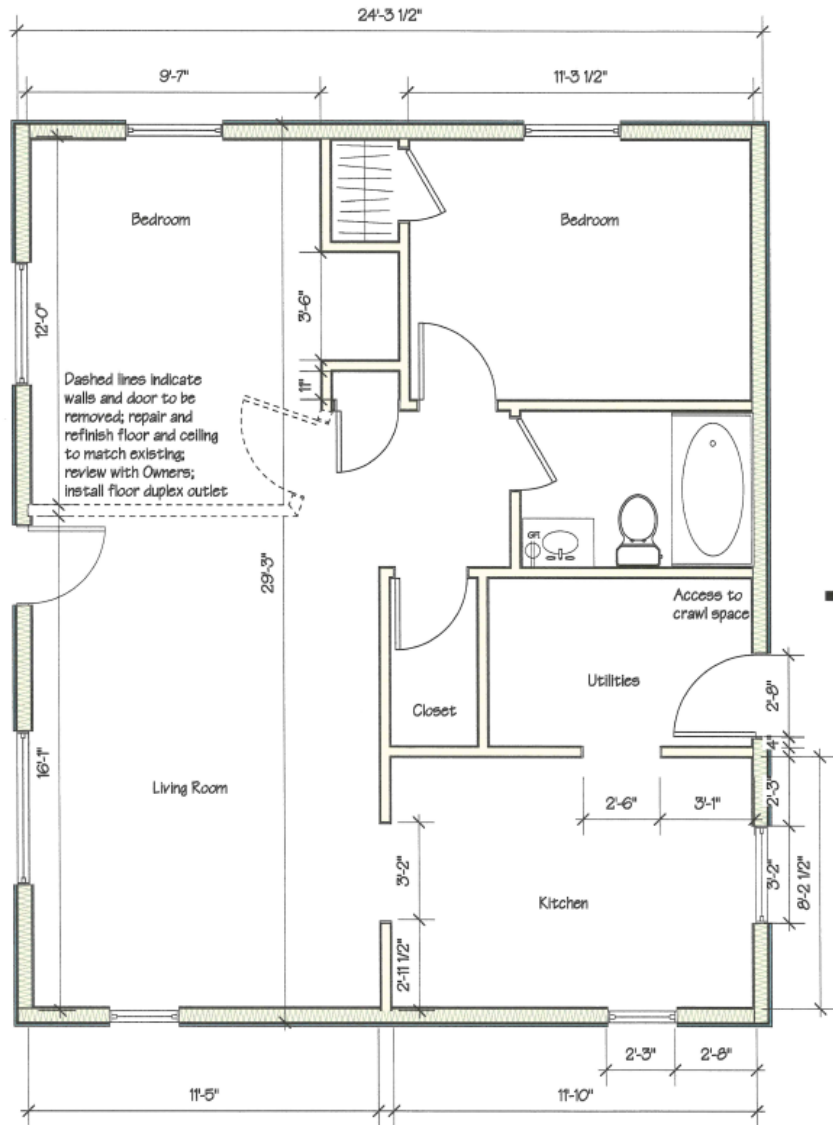 24'-3 1/2"
9'-7"
11'-3 1/2"
Bedroom
Bedroom
12'-0"
3'-6"
11"
Dashed lines indicate
walls and door to be
removed; repair and
refinish floor and ceiling
to match existing;
review with Owners;
install floor duplex outlet
29'-3"
GFI
Access to
crawl space
Utilities
2'-8"
Closet
4"
16'-1"
Living Room
2'-6"
3'-1"
2'-3"
3'-2"
3'-2"
8'-2 1/2"
Kitchen
2'-11 1/2"
2'-3"
2'-8"
11'-5"
11'-10"